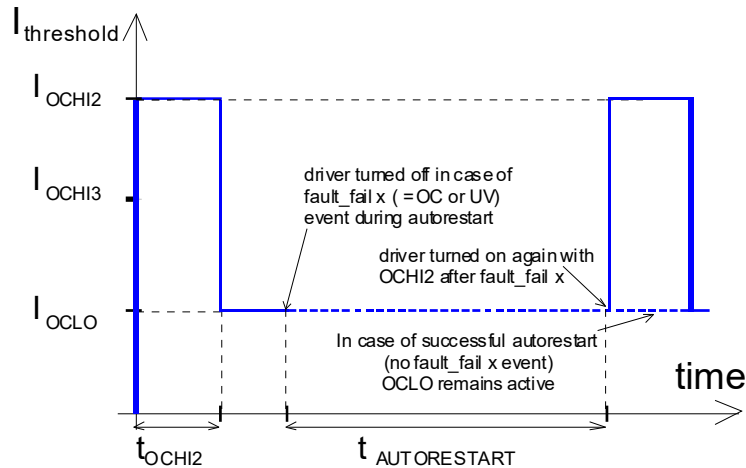 I threshold
I OCHI2
I OCHI3
driver turned off in case of
fault_fail x ( =OC or UV)
event during autorestart
driver turned on again with
OCHI2 after fault_fail x
I OCLO
In case of successful autorestart
(no fault_fail x event)
OCLO remains active
time
tOCHI2
t AUTORESTART